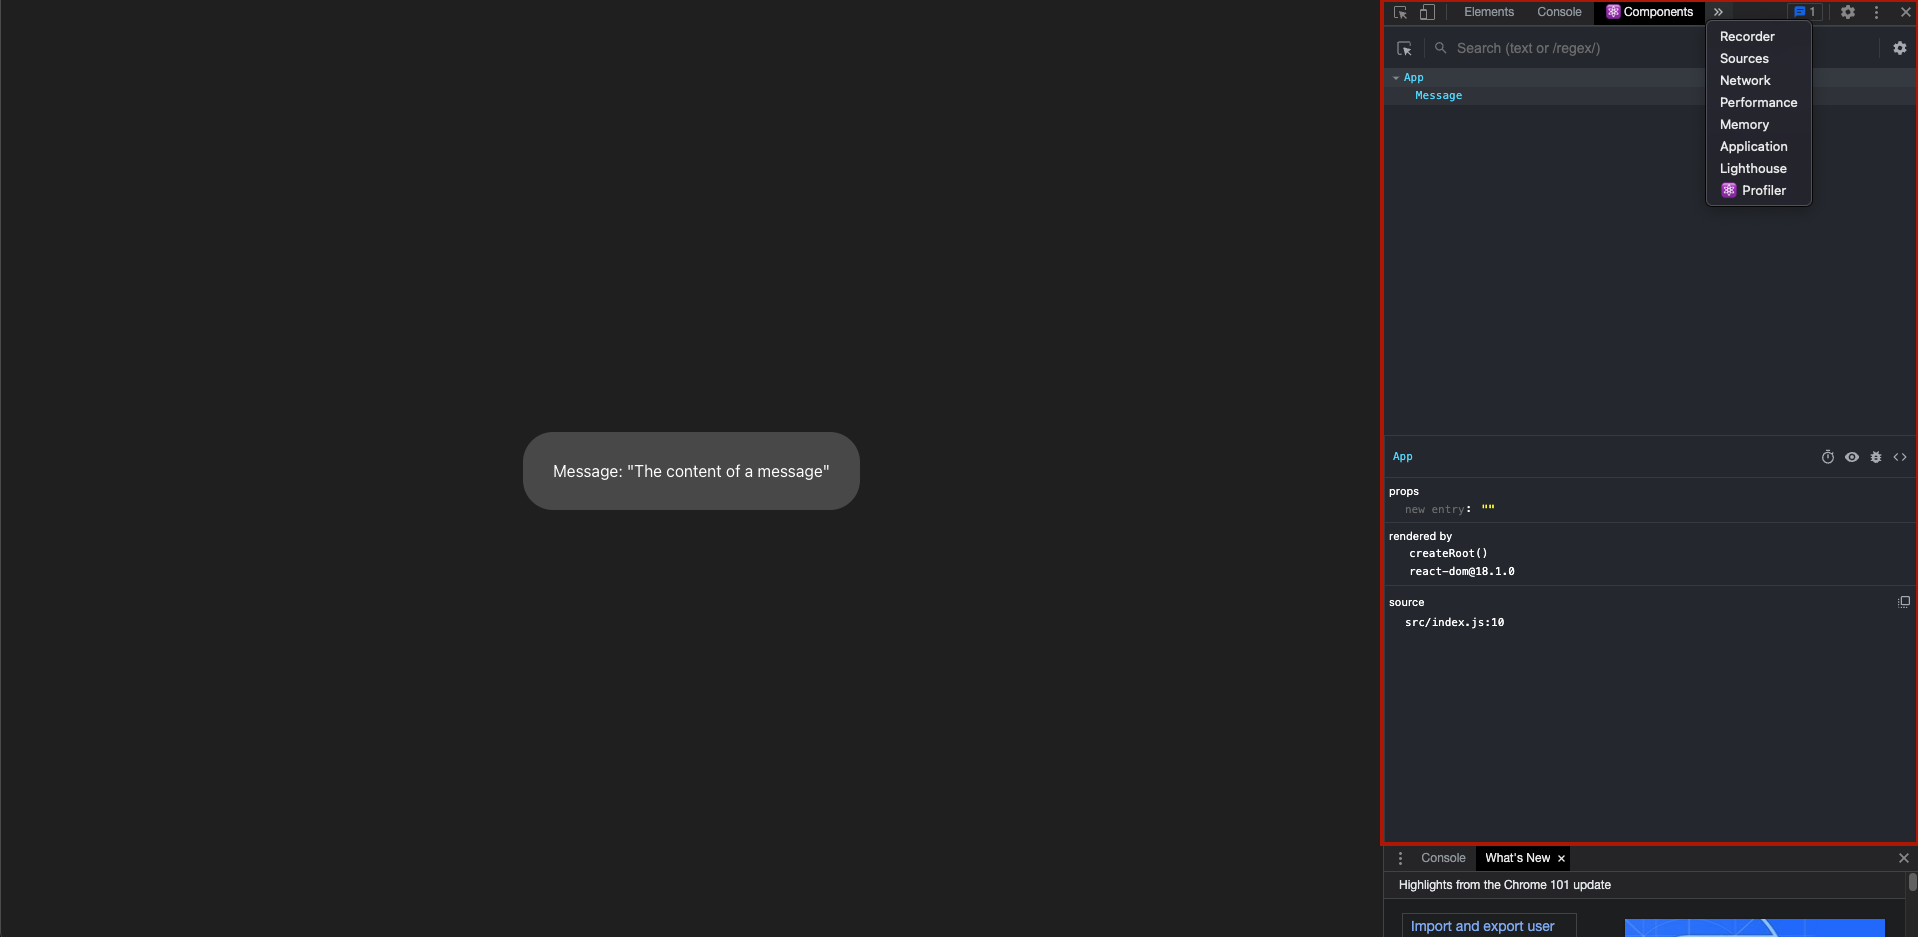 Message: "The content of a message"
Elements Console Components » 1
Search (text or /regex/)
Recorder
Sources
Network
Performance
Memory
Application
Lighthouse
Profiler
App
Message
App
props
new entry: ""
rendered by
createRoot()
react-dom@18.1.0
source
src/index.js:10
Console What's New ×
Highlights from the Chrome 101 update
Import and export user